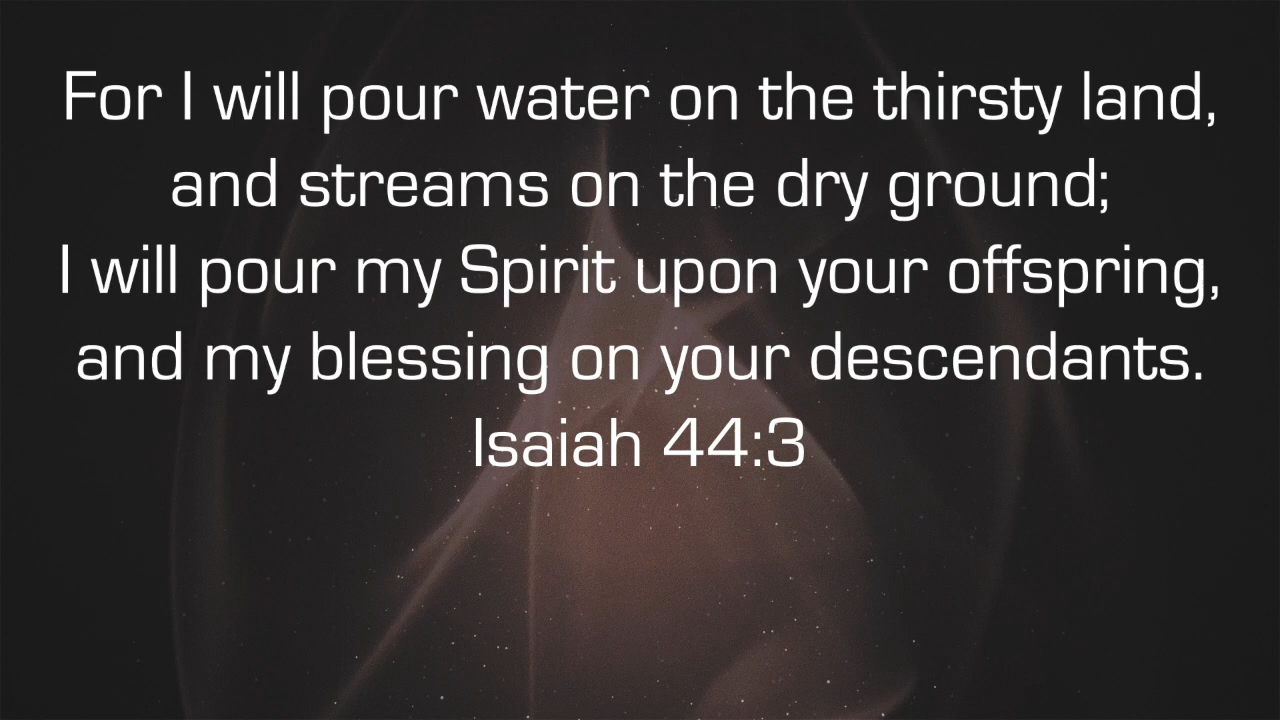 For I will pour water on the thirsty land,
and streams on the dry ground;
I will pour my Spirit upon your offspring,
and my blessing on your descendants.
Isaiah 44:3